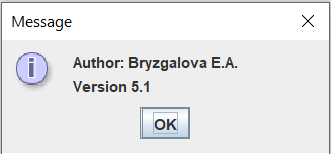 Message
Author: Bryzgalova E.A.
Version 5.1
OK